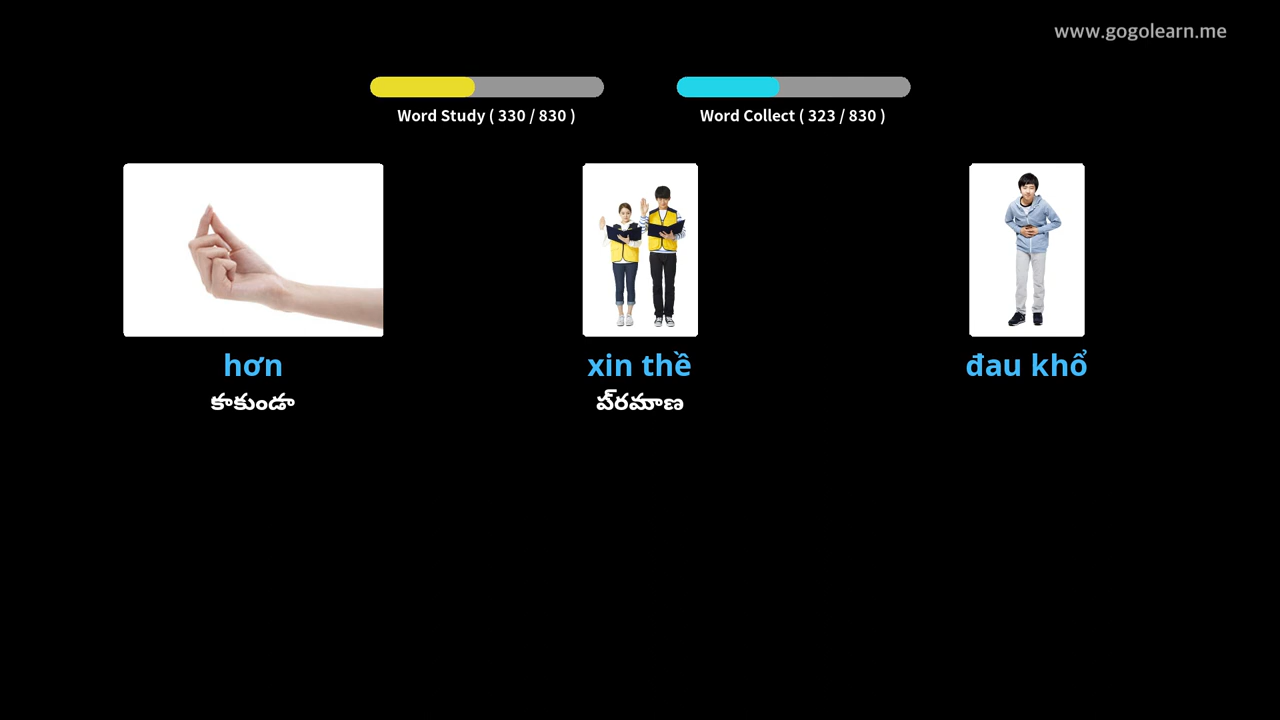 www.gogolearn.me
Word Study ( 330 / 830 )
Word Collect ( 323 / 830 )
hơn
xin thề
đau khổ
కాకుండా
ప్రమాణ